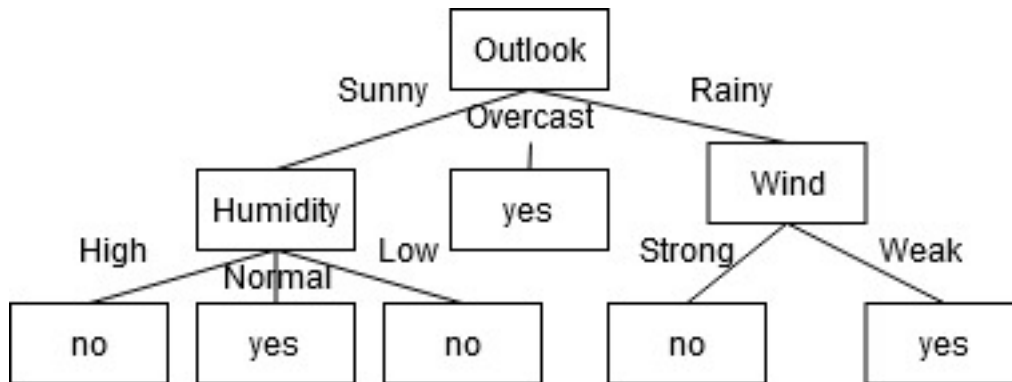 Outlook
Sunny
Overcast
Rainy
Humidity
yes
Wind
High
Normal
Low
Strong
Weak
no
yes
no
no
yes